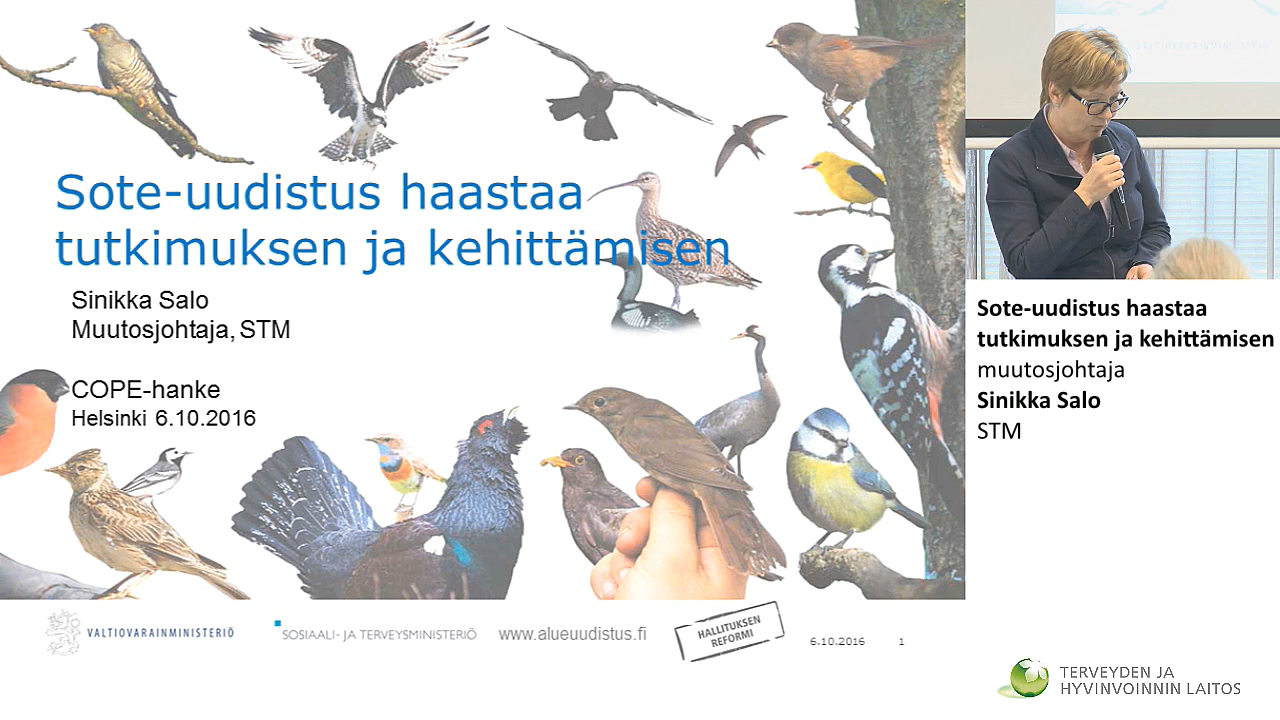 Sote-uudistus haastaa
tutkimuksen ja kehittämisen
Sinikka Salo
Muutosjohtaja, STM
COPE-hanke
Helsinki 6.10.2016
VALTIOVARAINMINISTERIÖ
SOSIAALI- JA TERVEYSMINISTERIÖ
www.alueuudistus.fi
HALLITUKSEN
REFORMI
6.10.2016
1
VALTIOVARAINMINISTERIÖ
Sote-uudistus haastaa
tutkimuksen ja kehittämisen
muutosjohtaja
Sinikka Salo
STM
TERVEYDEN JA
HYVINVOINNIN LAITOS